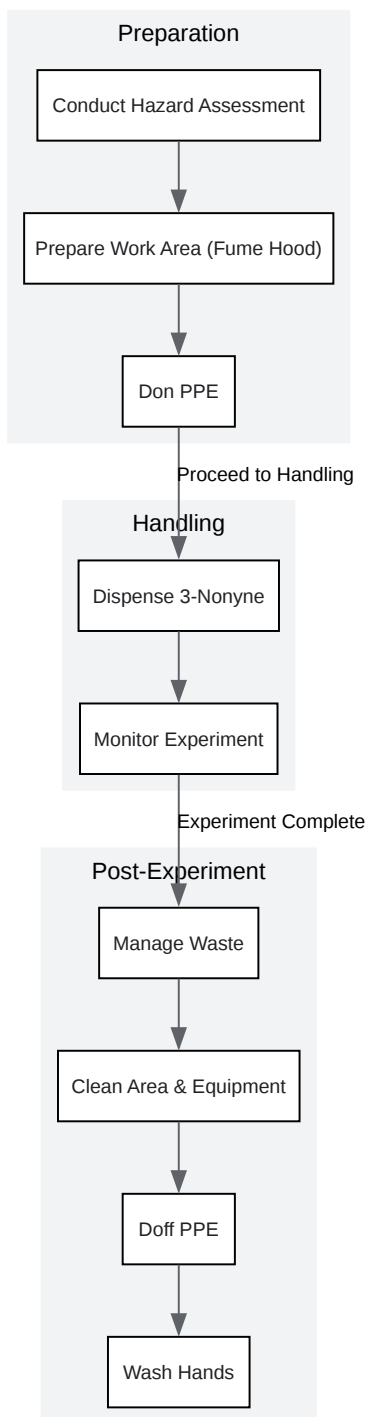 Preparation
Conduct Hazard Assessment
Prepare Work Area (Fume Hood)
Don PPE
Proceed to Handling
Handling
Dispense 3-Nonyne
Monitor Experiment
Experiment Complete
Post-Experiment
Manage Waste
Clean Area & Equipment
Doff PPE
Wash Hands